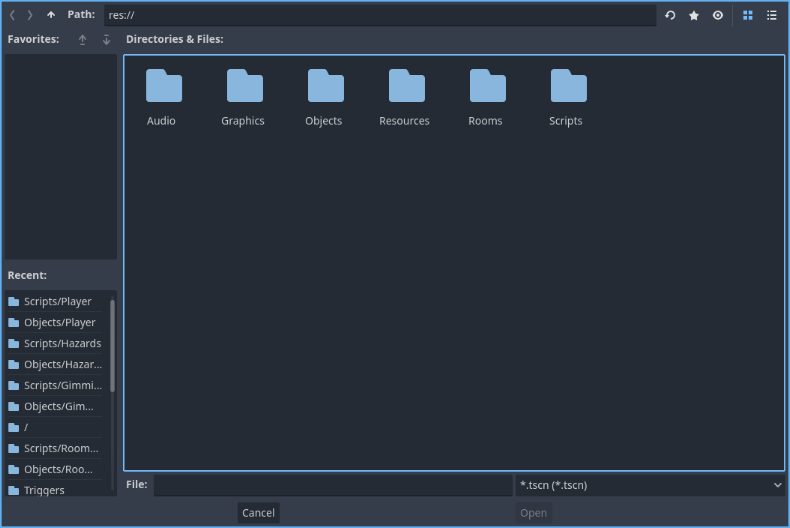 Path: res://
Favorites:
Directories & Files:
Audio
Graphics
Objects
Resources
Rooms
Scripts
Recent:
Scripts/Player
Objects/Player
Scripts/Hazards
Objects/Hazar...
Scripts/Gimmi...
Objects/Gim...
/
Scripts/Room...
Objects/Roo...
Triggers
File:
*.tscn (*.tscn)
Cancel
Open